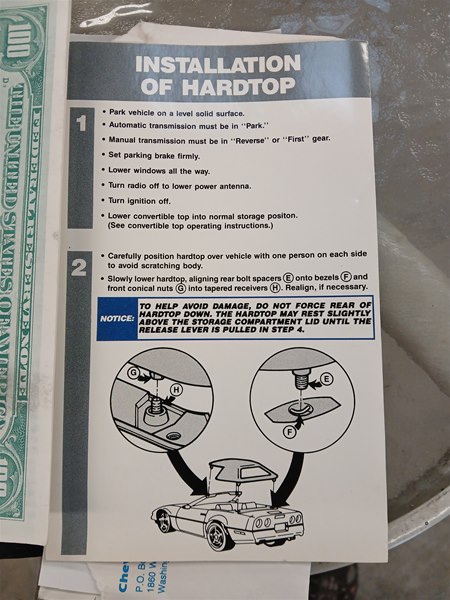 INSTALLATION
OF HARDTOP
1
• Park vehicle on a level solid surface.
• Automatic transmission must be in "Park."
• Manual transmission must be in "Reverse" or "First" gear.
• Set parking brake firmly.
• Lower windows all the way.
• Turn radio off to lower power antenna.
• Turn ignition off.
• Lower convertible top into normal storage positon.
(See convertible top operating instructions.)
2
• Carefully position hardtop over vehicle with one person on each side
to avoid scratching body.
• Slowly lower hardtop, aligning rear bolt spacers E onto bezels F and
front conical nuts G into tapered receivers H. Realign, if necessary.
NOTICE:
TO HELP AVOID DAMAGE, DO NOT FORCE REAR OF
HARDTOP DOWN. THE HARDTOP MAY REST SLIGHTLY
ABOVE THE STORAGE COMPARTMENT LID UNTIL THE
RELEASE LEVER IS PULLED IN STEP 4.
G
H
E
F
100
FEDERAL RESERVE NOTE
THE UNITED STATES OF AMERICA
Che
P.O. B
1860 W
Washin